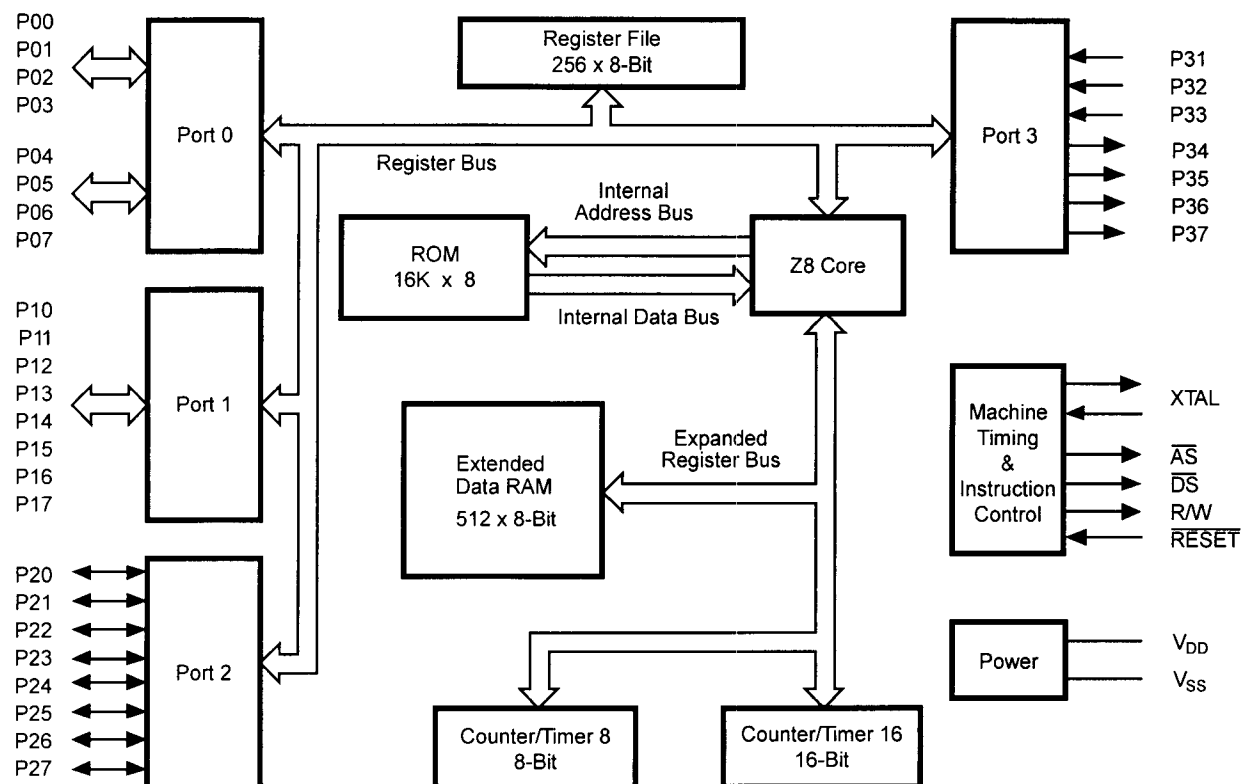 P00
P01
P02
P03
P04
P05
P06
P07
Port 0
Register File
256 x 8-Bit
Register Bus
Port 3
P31
P32
P33
P34
P35
P36
P37
Internal
Address Bus
ROM
16K x 8
Z8 Core
Internal Data Bus
P10
P11
P12
P13
P14
P15
P16
P17
Port 1
Extended
Data RAM
512 x 8-Bit
Expanded
Register Bus
Machine
Timing
&
Instruction
Control
XTAL
A̅S̅
D̅S̅
R/W
R̅E̅S̅E̅T̅
P20
P21
P22
P23
P24
P25
P26
P27
Port 2
Counter/Timer 8
8-Bit
Counter/Timer 16
16-Bit
Power
VDD
VSS